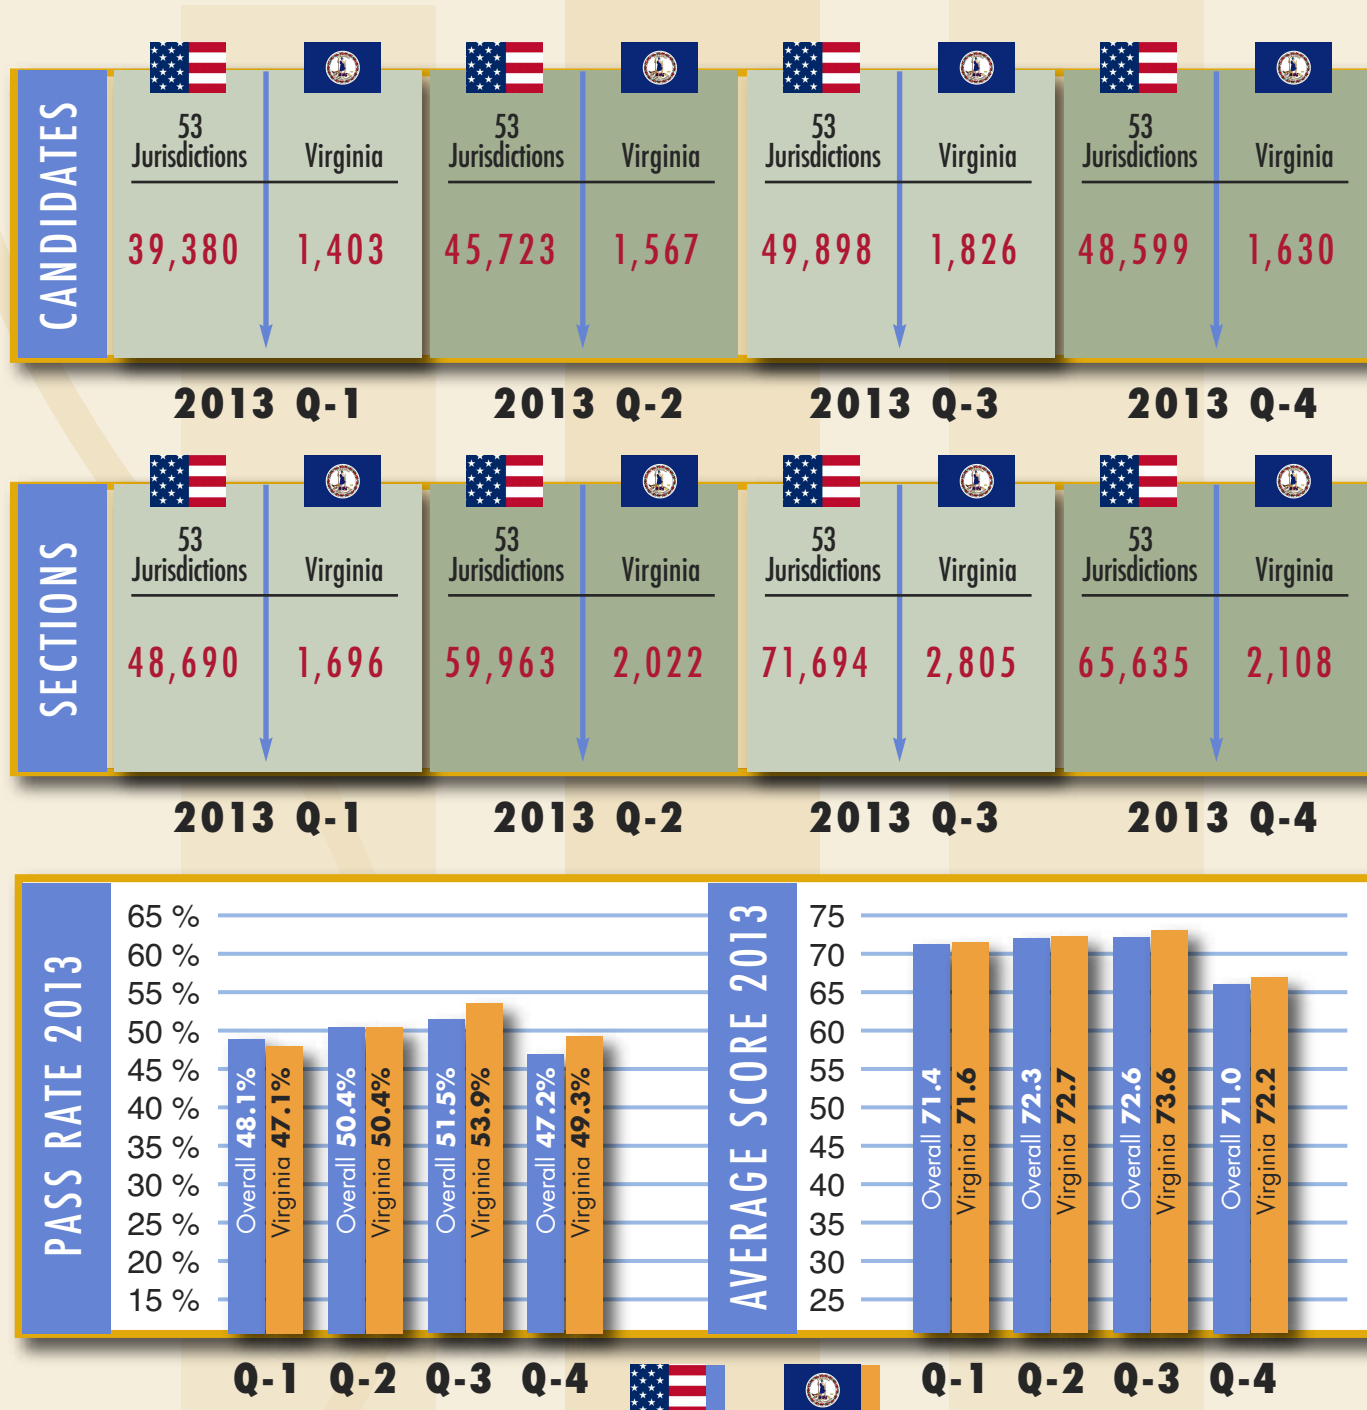 CANDIDATES
53 Jurisdictions Virginia 53 Jurisdictions Virginia 53 Jurisdictions Virginia 53 Jurisdictions Virginia
39,380 1,403 45,723 1,567 49,898 1,826 48,599 1,630
2013 Q-1 2013 Q-2 2013 Q-3 2013 Q-4
SECTIONS
53 Jurisdictions Virginia 53 Jurisdictions Virginia 53 Jurisdictions Virginia 53 Jurisdictions Virginia
48,690 1,696 59,963 2,022 71,694 2,805 65,635 2,108
2013 Q-1 2013 Q-2 2013 Q-3 2013 Q-4
PASS RATE 2013
65 %
60 %
55 %
50 %
45 %
40 %
35 %
30 %
25 %
20 %
15 %
Overall 48.1%
Virginia 47.1%
Overall 50.4%
Virginia 50.4%
Overall 51.5%
Virginia 53.9%
Overall 47.2%
Virginia 49.3%
Q-1 Q-2 Q-3 Q-4
AVERAGE SCORE 2013
75
70
65
60
55
50
45
40
35
30
25
Overall 71.4
Virginia 71.6
Overall 72.3
Virginia 72.7
Overall 72.6
Virginia 73.6
Overall 71.0
Virginia 72.2
Q-1 Q-2 Q-3 Q-4